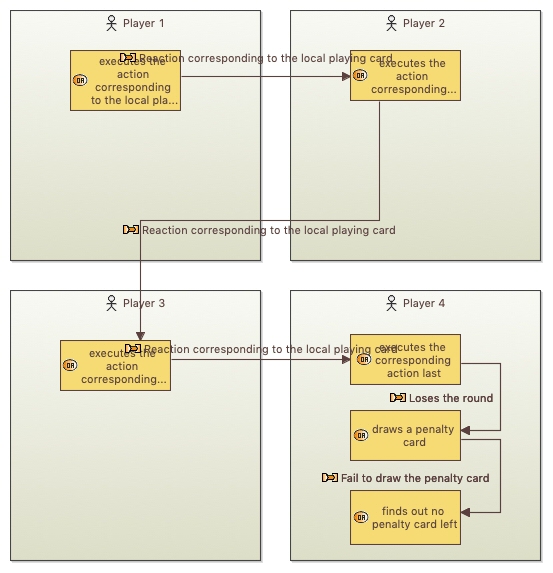 Player 1
Player 2
Reaction corresponding to the local playing card
executes the
action
corresponding
to the local pla...
executes the
action
corresponding...
Reaction corresponding to the local playing card
Player 3
Player 4
Reaction corresponding to the local playing card
executes the
action
corresponding...
executes the
corresponding
action last
Loses the round
draws a penalty
card
Fail to draw the penalty card
finds out no
penalty card left